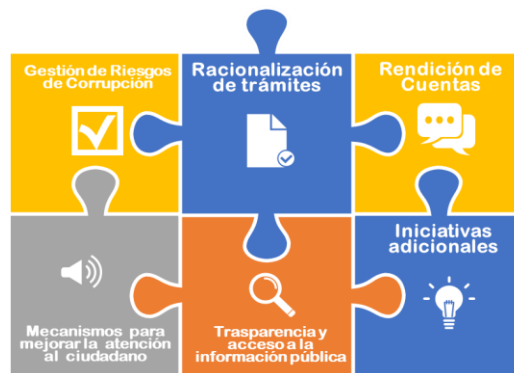 Gestión de Riesgos
de Corrupción
Racionalización
de trámites
Rendición de
Cuentas
Mecanismos para
mejorar la atención
al ciudadano
Trasparencia y
acceso a la
información pública
Iniciativas
adicionales